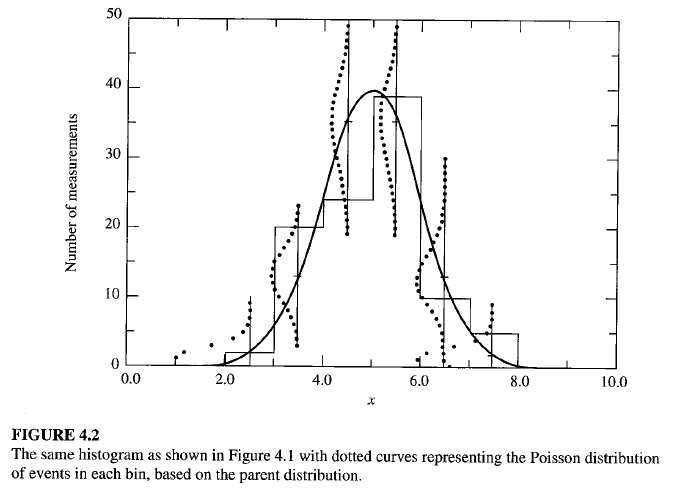 50
40
30
20
10
0
Number of measurements
0.0 2.0 4.0 6.0 8.0 10.0
x
FIGURE 4.2
The same histogram as shown in Figure 4.1 with dotted curves representing the Poisson distribution
of events in each bin, based on the parent distribution.